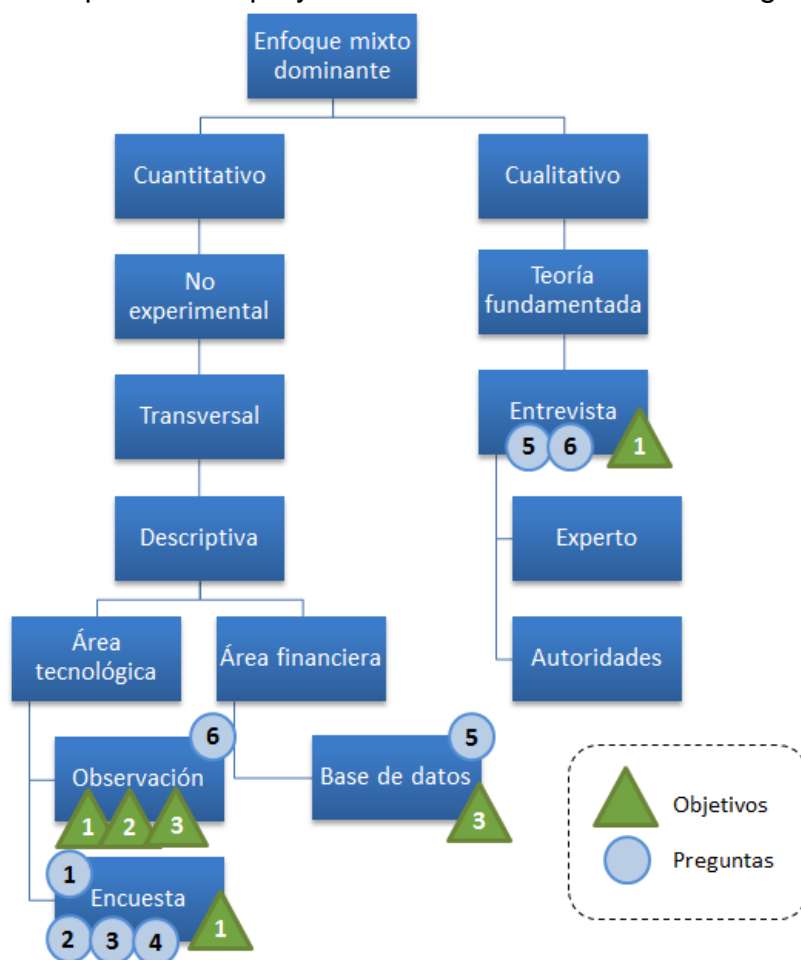 Enfoque mixto
dominante
Cuantitativo
Cualitativo
No
experimental
Teoría
fundamentada
Transversal
Entrevista
5 6 1
Descriptiva
Experto
Área
tecnológica
Área financiera
Autoridades
6
Observación
1 2 3
5
Base de datos
3
1
Encuesta
2 3 4 1
Objetivos
Preguntas